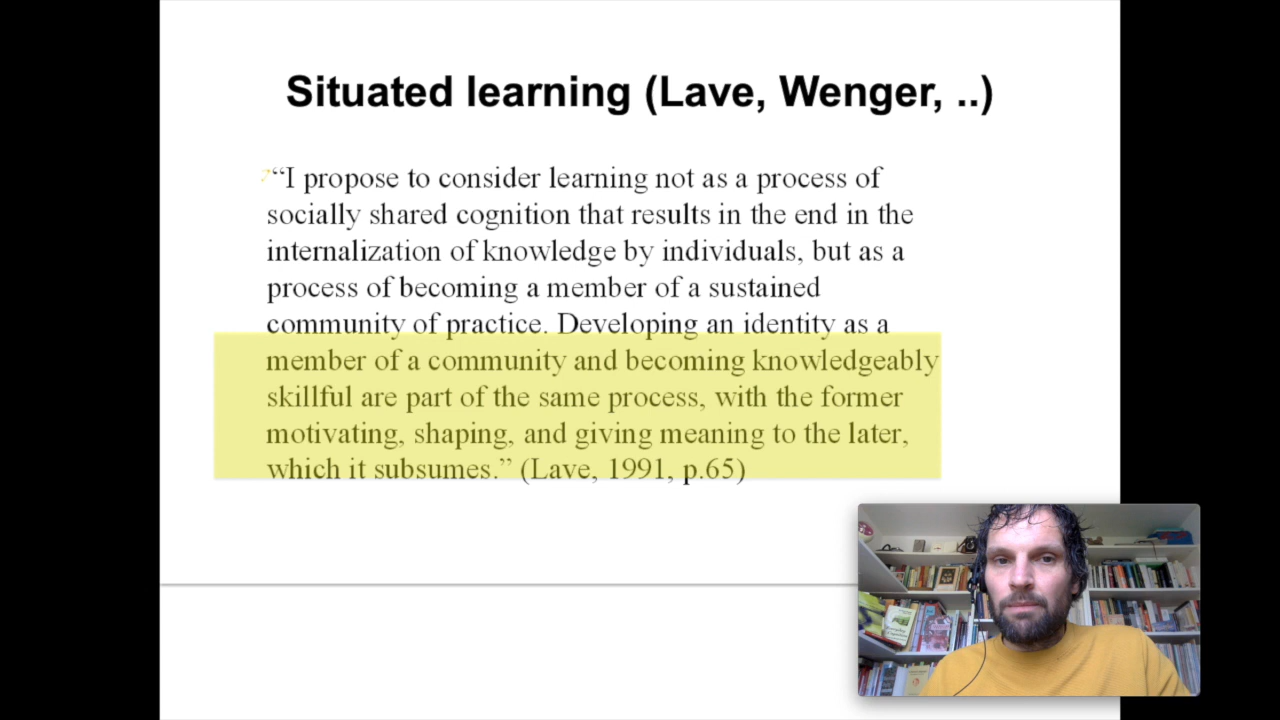 Situated learning (Lave, Wenger, ..)
“I propose to consider learning not as a process of
socially shared cognition that results in the end in the
internalization of knowledge by individuals, but as a
process of becoming a member of a sustained
community of practice. Developing an identity as a
member of a community and becoming knowledgeably
skillful are part of the same process, with the former
motivating, shaping, and giving meaning to the later,
which it subsumes.” (Lave, 1991, p.65)